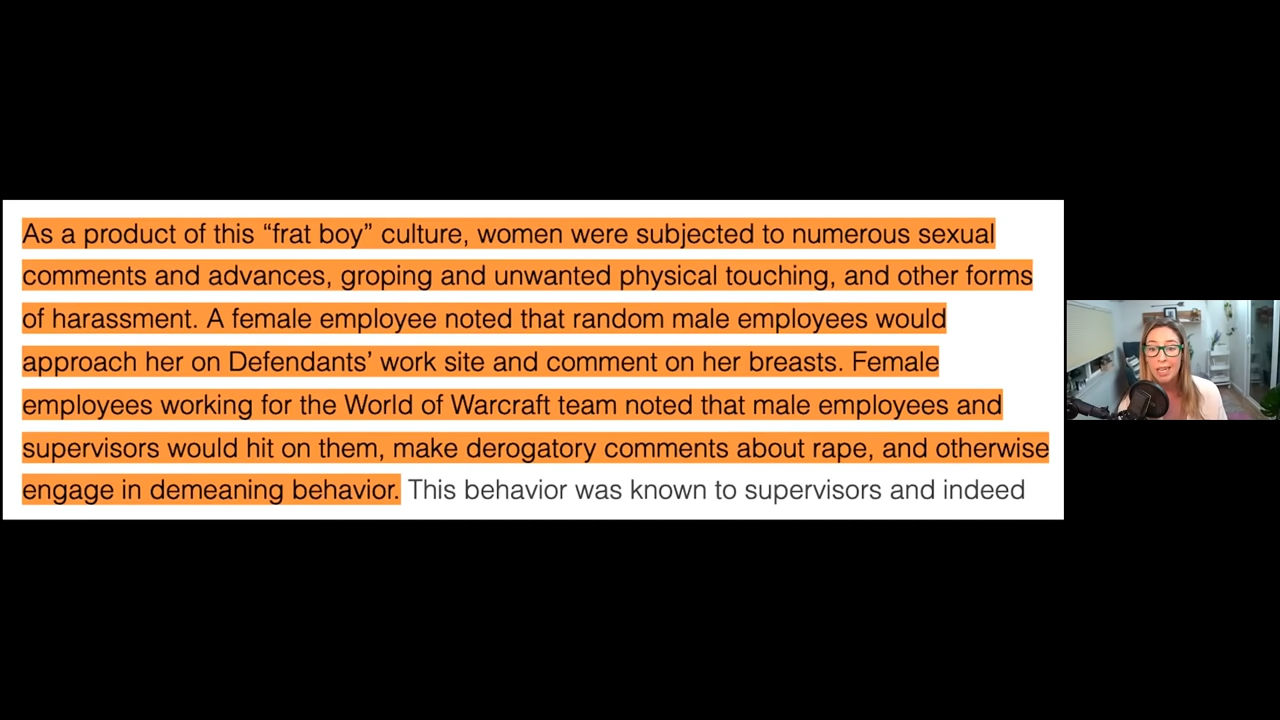 As a product of this “frat boy” culture, women were subjected to numerous sexual
comments and advances, groping and unwanted physical touching, and other forms
of harassment. A female employee noted that random male employees would
approach her on Defendants’ work site and comment on her breasts. Female
employees working for the World of Warcraft team noted that male employees and
supervisors would hit on them, make derogatory comments about rape, and otherwise
engage in demeaning behavior. This behavior was known to supervisors and indeed